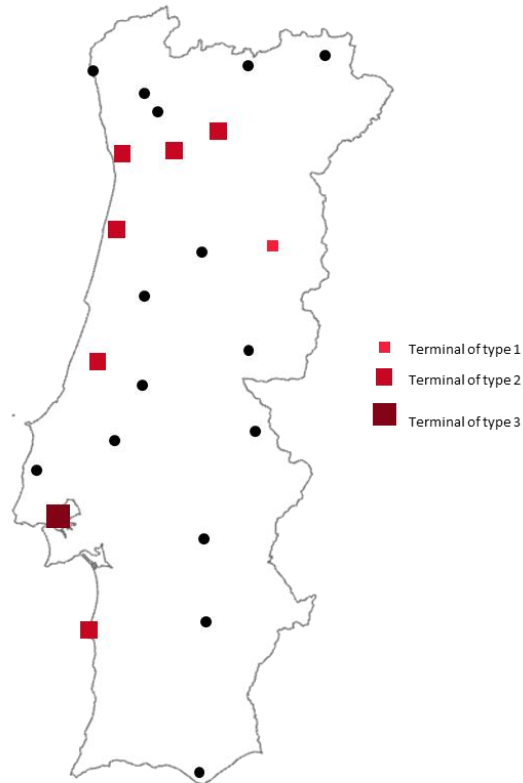 Terminal of type 1
Terminal of type 2
Terminal of type 3